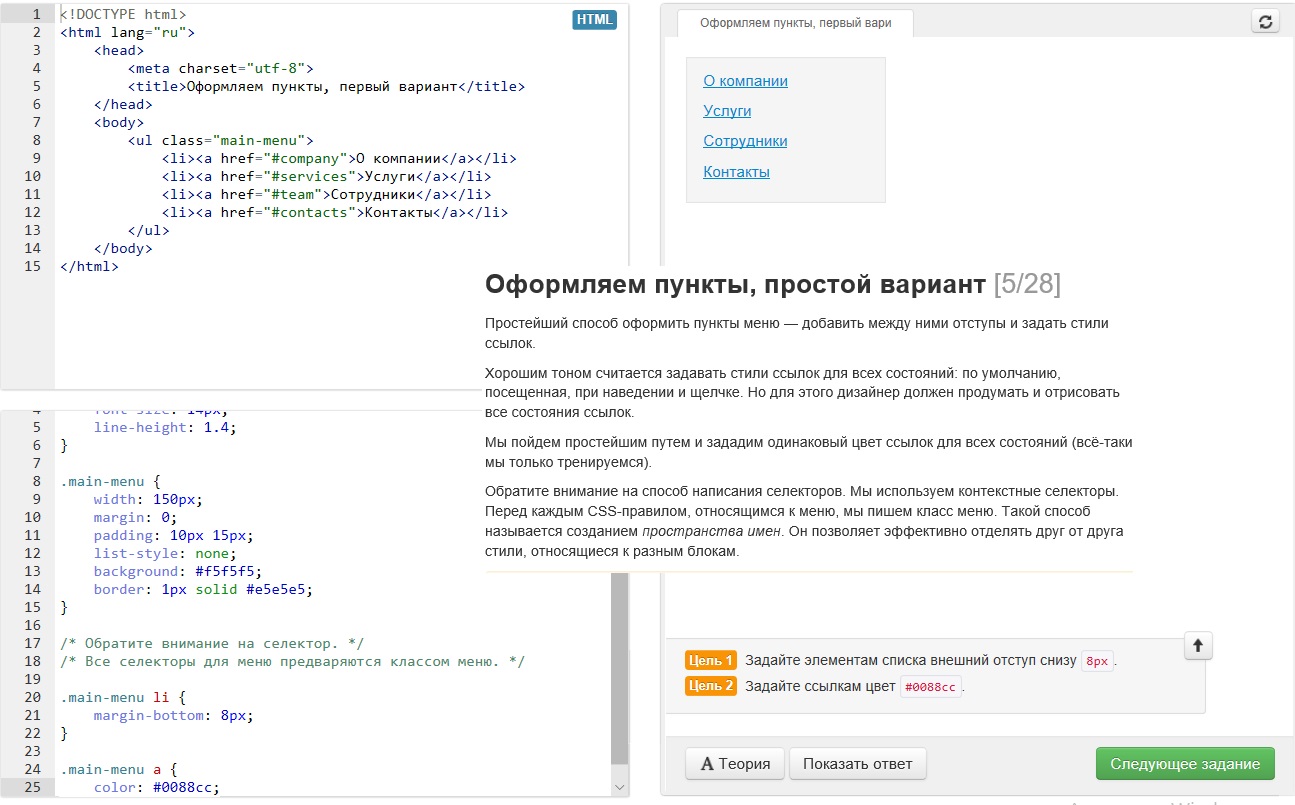 1 <!DOCTYPE html>
HTML
2 <html lang="ru">
3 <head>
4 <meta charset="utf-8">
5 <title>Оформляем пункты, первый вариант</title>
6 </head>
7 <body>
8 <ul class="main-menu">
9 <li><a href="#company">О компании</a></li>
10 <li><a href="#services">Услуги</a></li>
11 <li><a href="#team">Сотрудники</a></li>
12 <li><a href="#contacts">Контакты</a></li>
13 </ul>
14 </body>
15 </html>
Оформляем пункты, первый вари
О компании
Услуги
Сотрудники
Контакты
Оформляем пункты, простой вариант [5/28]
Простейший способ оформить пункты меню — добавить между ними отступы и задать стили
ссылок.
Хорошим тоном считается задавать стили ссылок для всех состояний: по умолчанию,
посещенная, при наведении и щелчке. Но для этого дизайнер должен продумать и отрисовать
все состояния ссылок.
Мы пойдем простейшим путем и зададим одинаковый цвет ссылок для всех состояний (всё-таки
мы только тренируемся).
Обратите внимание на способ написания селекторов. Мы используем контекстные селекторы.
Перед каждым CSS-правилом, относящимся к меню, мы пишем класс меню. Такой способ
называется созданием пространства имен. Он позволяет эффективно отделять друг от друга
стили, относящиеся к разным блокам.
4 font-size: 14px;
5 line-height: 1.4;
6 }
7
8 .main-menu {
9 width: 150px;
10 margin: 0;
11 padding: 10px 15px;
12 list-style: none;
13 background: #f5f5f5;
14 border: 1px solid #e5e5e5;
15 }
16
17 /* Обратите внимание на селектор. */
18 /* Все селекторы для меню предваряются классом меню. */
19
20 .main-menu li {
21 margin-bottom: 8px;
22 }
23
24 .main-menu a {
25 color: #0088cc;
Цель 1 Задайте элементам списка внешний отступ снизу 8px.
Цель 2 Задайте ссылкам цвет #0088cc.
A Теория
Показать ответ
Следующее задание